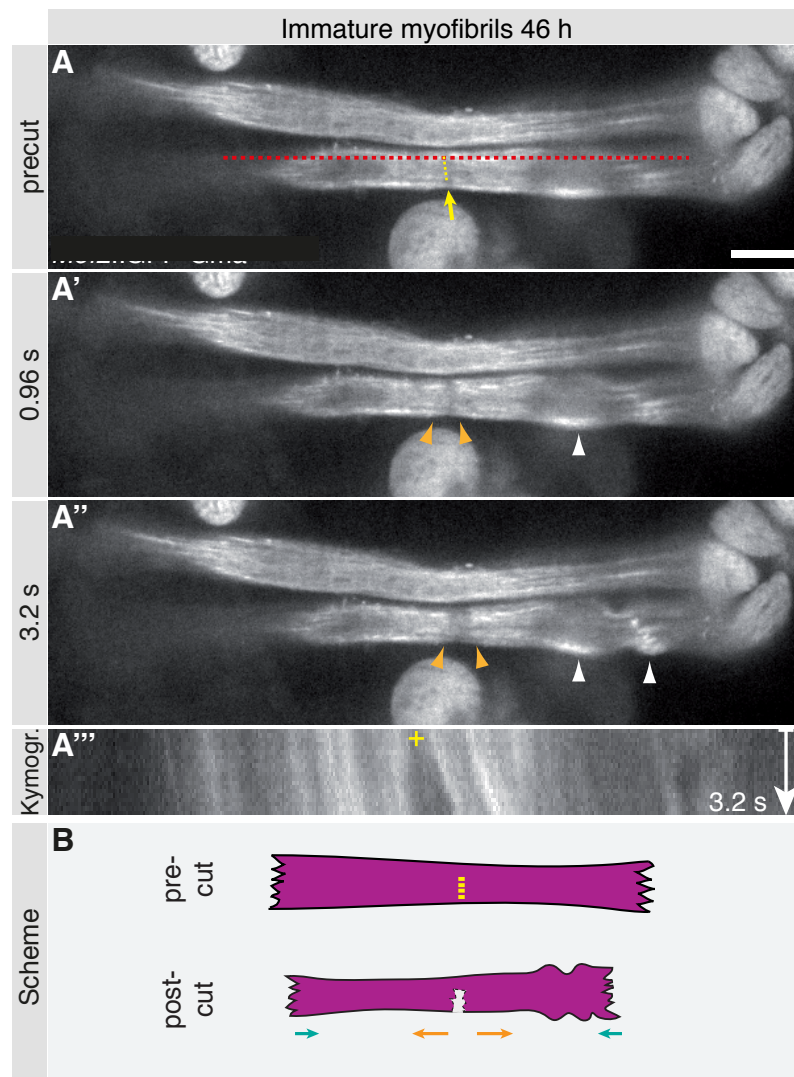 Immature myofibrils 46 h
A
precut
A'
0.96 s
A''
3.2 s
A'''
Kymogr.
3.2 s
B
Scheme
pre-
cut
post-
cut